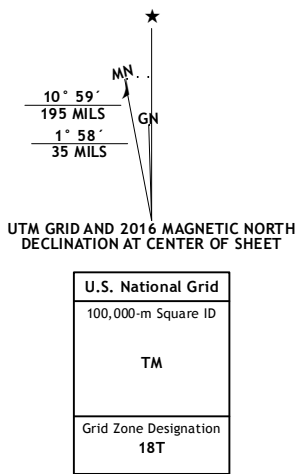 ★
MN
10° 59´
195 MILS
GN
1° 58´
35 MILS
UTM GRID AND 2016 MAGNETIC NORTH
DECLINATION AT CENTER OF SHEET
U.S. National Grid
100,000-m Square ID
TM
Grid Zone Designation
18T